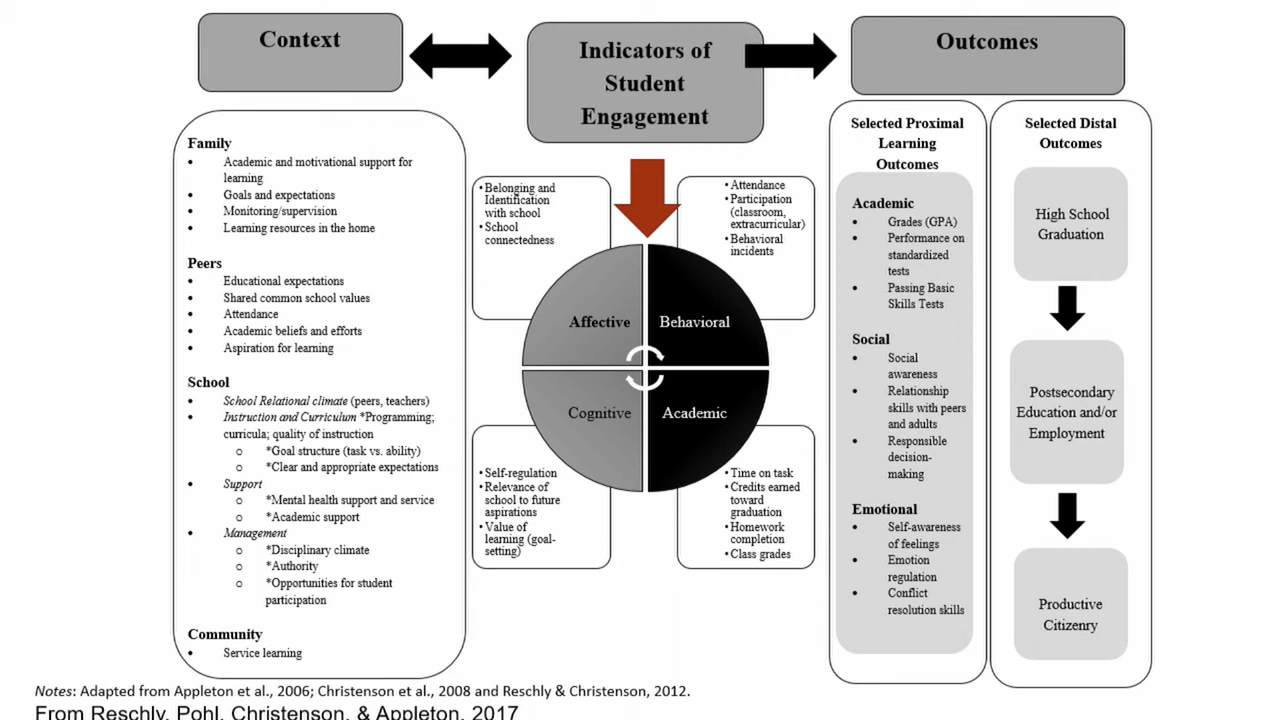 Context
Indicators of
Student
Engagement
Outcomes
Family
• Academic and motivational support for
learning
• Goals and expectations
• Monitoring/supervision
• Learning resources in the home
Peers
• Educational expectations
• Shared common school values
• Attendance
• Academic beliefs and efforts
• Aspiration for learning
School
• School Relational climate (peers, teachers)
• Instruction and Curriculum *Programming;
curricula; quality of instruction
o *Goal structure (task vs. ability)
o *Clear and appropriate expectations
• Support
o *Mental health support and service
o *Academic support
• Management
o *Disciplinary climate
o *Authority
o *Opportunities for student
participation
Community
• Service learning
• Belonging and
Identification
with school
• School
connectedness
• Attendance
• Participation
(classroom,
extracurricular)
• Behavioral
incidents
Affective
Behavioral
Cognitive
Academic
• Self-regulation
• Relevance of
school to future
aspirations
• Value of
learning (goal-
setting)
• Time on task
• Credits earned
toward
graduation
• Homework
completion
• Class grades
Selected Proximal
Learning
Outcomes
Academic
• Grades (GPA)
• Performance on
standardized
tests
• Passing Basic
Skills Tests
Social
• Social
awareness
• Relationship
skills with peers
and adults
• Responsible
decision-
making
Emotional
• Self-awareness
of feelings
• Emotion
regulation
• Conflict
resolution skills
Selected Distal
Outcomes
High School
Graduation
Postsecondary
Education and/or
Employment
Productive
Citizenry
Notes: Adapted from Appleton et al., 2006; Christenson et al., 2008 and Reschly & Christenson, 2012.
From Reschly, Pohl, Christenson, & Appleton, 2017